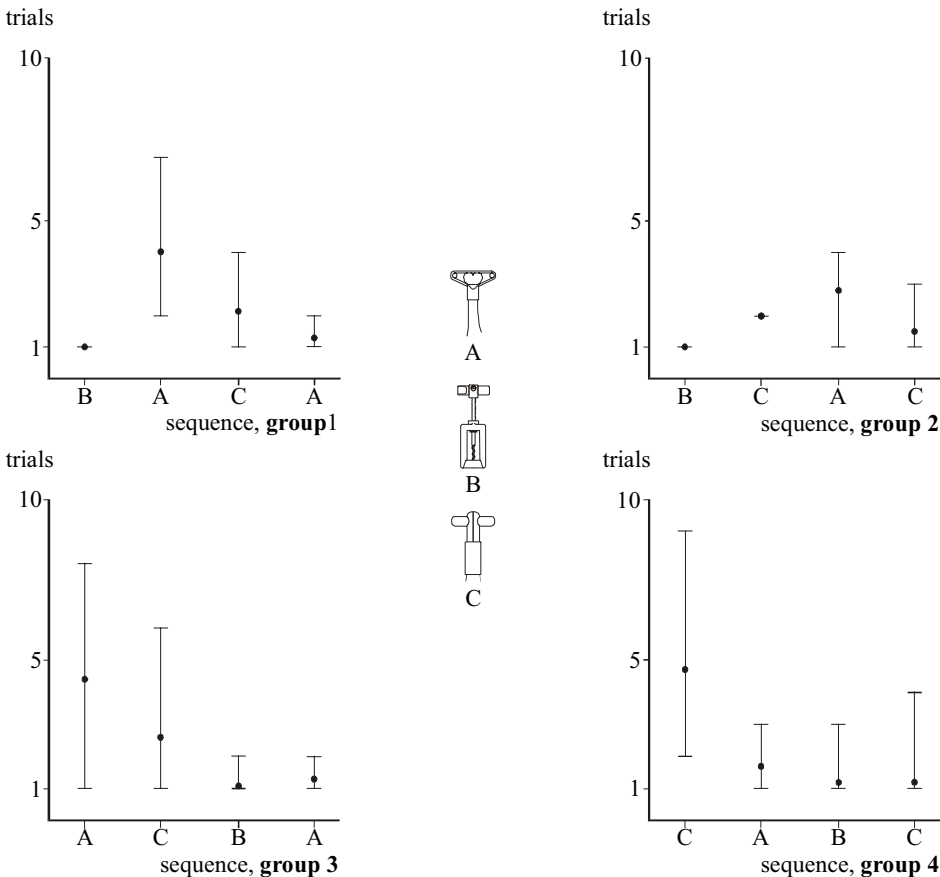 trials
10
5
1
B A C A
sequence, group1
trials
10
5
1
B C A C
sequence, group 2
A
B
C
trials
10
5
1
A C B A
sequence, group 3
trials
10
5
1
C A B C
sequence, group 4